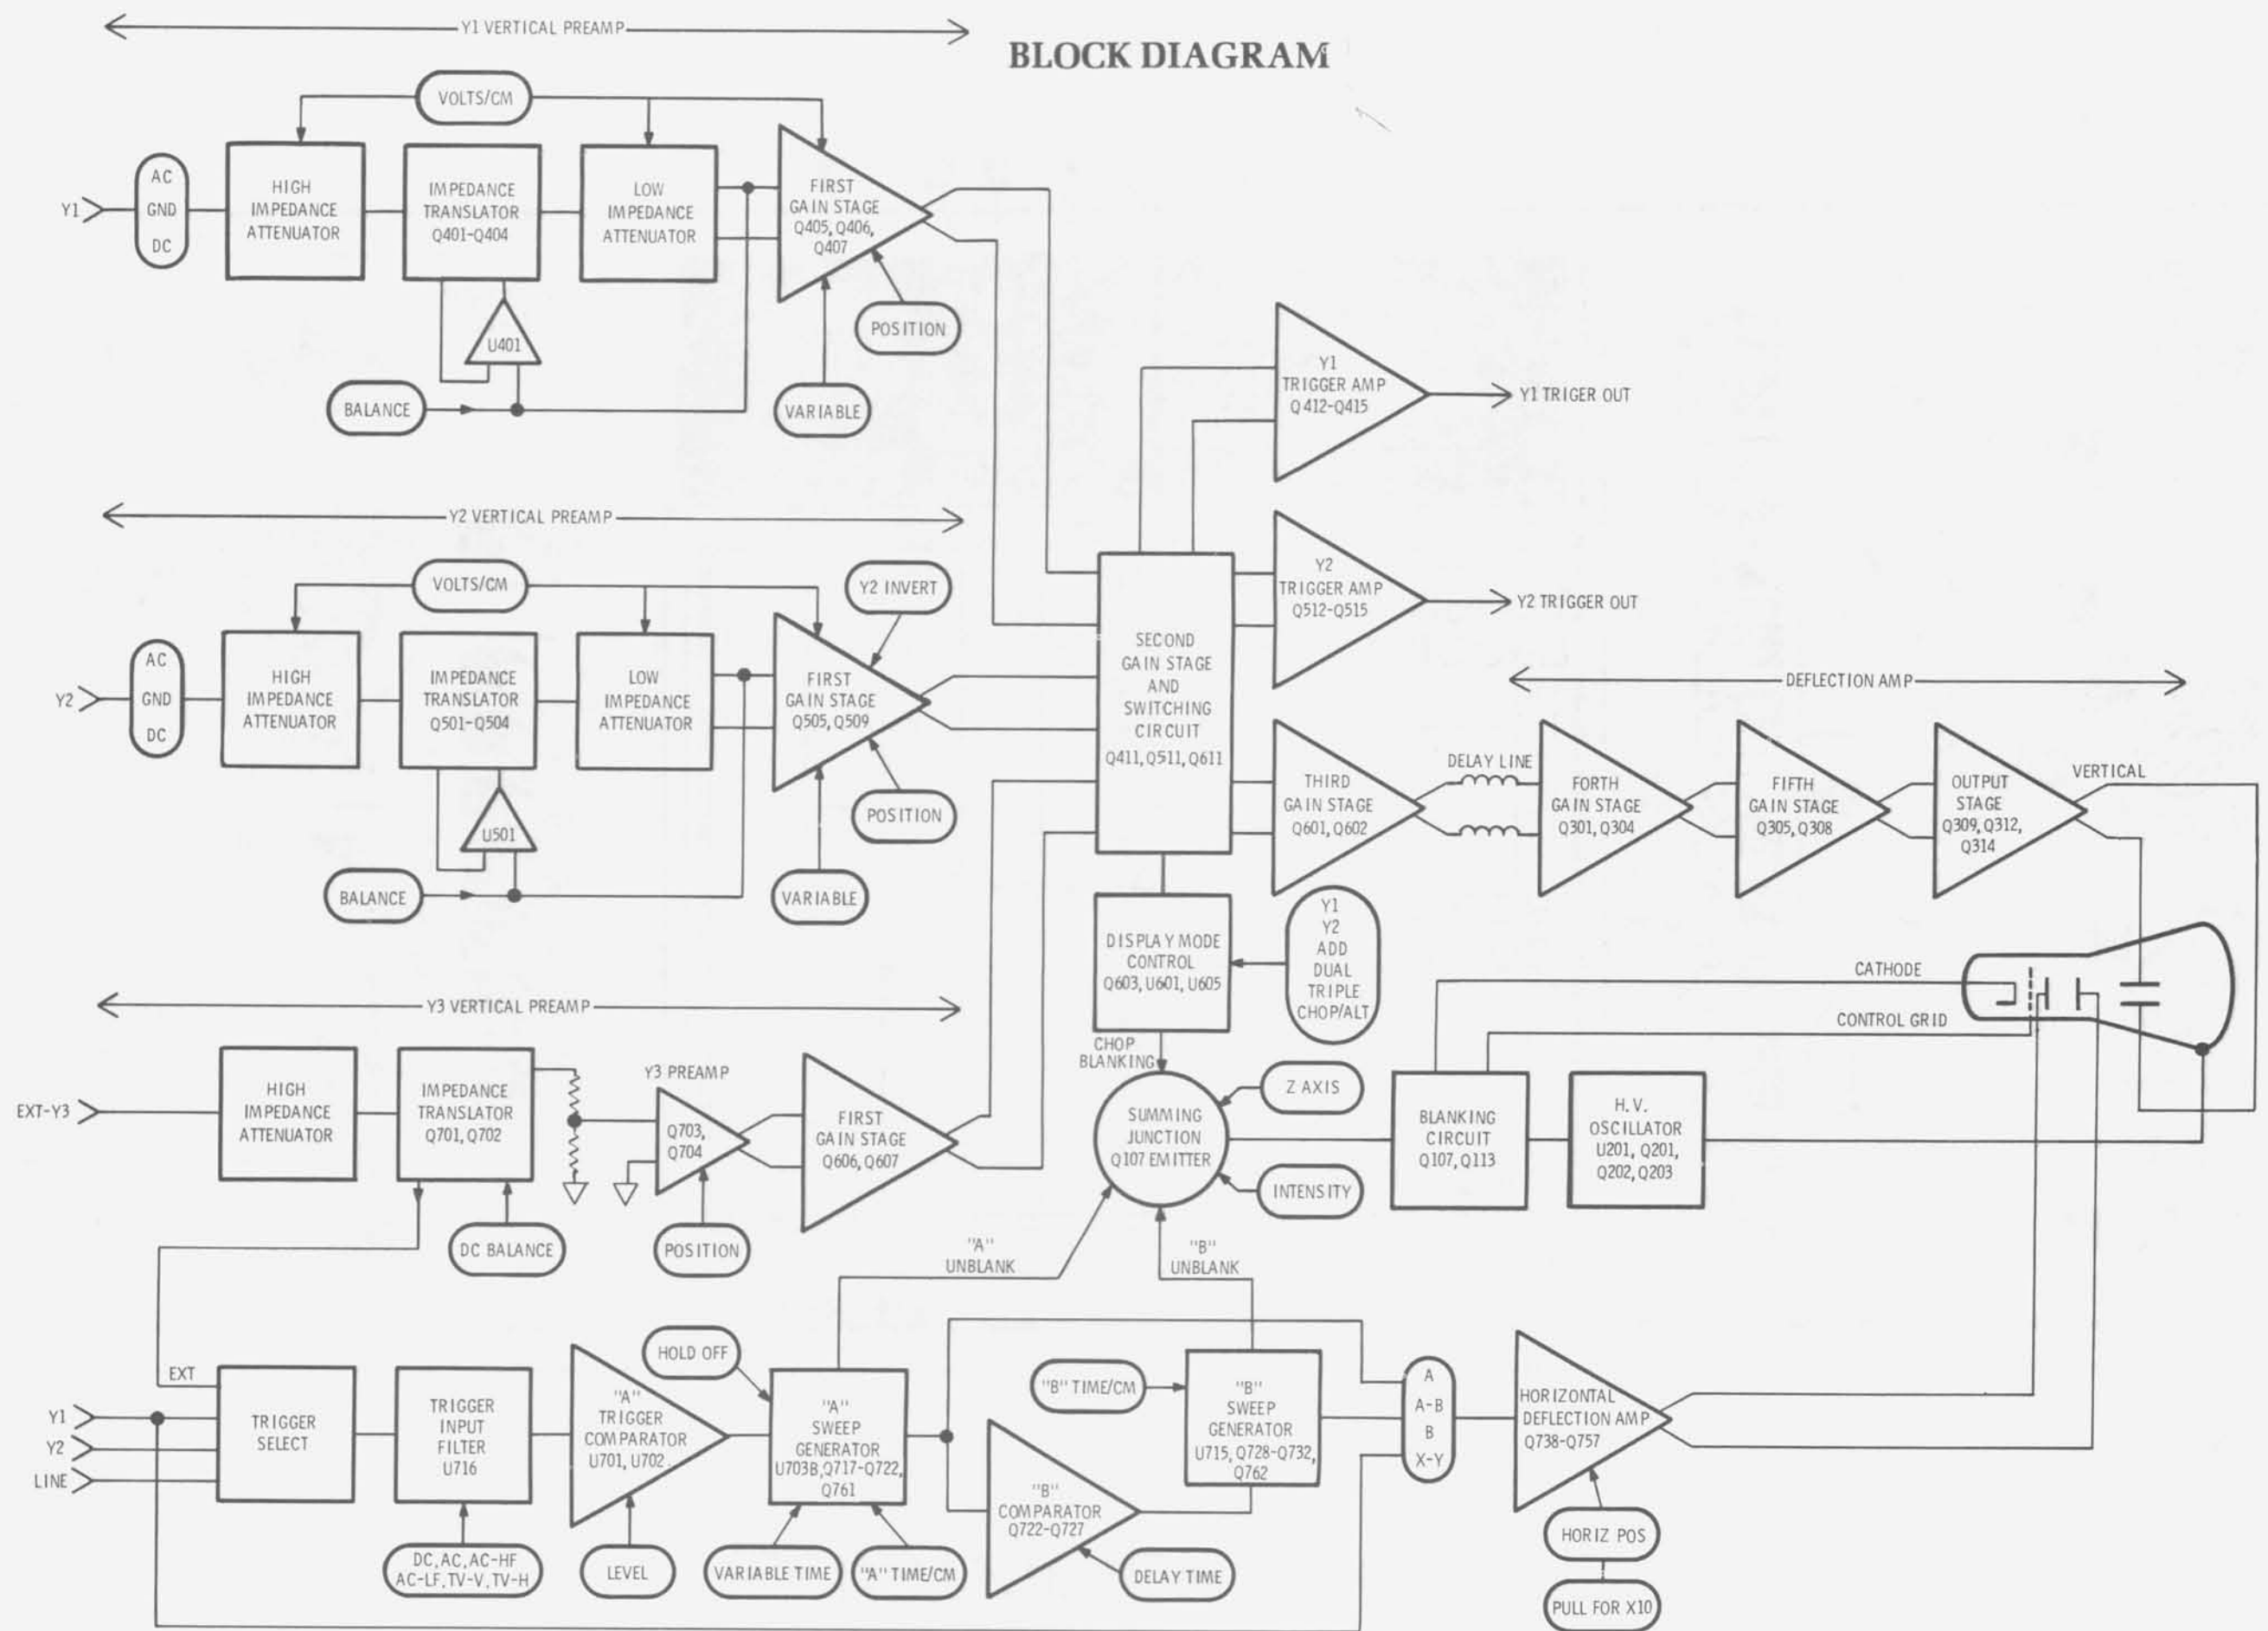 Y1 VERTICAL PREAMP
BLOCK DIAGRAM
VOLTS/CM
Y1
AC
GND
DC
HIGH
IMPEDANCE
ATTENUATOR
IMPEDANCE
TRANSLATOR
Q401-Q404
LOW
IMPEDANCE
ATTENUATOR
FIRST
GAIN STAGE
Q405, Q406,
Q407
U401
BALANCE
POSITION
VARIABLE
Y1
TRIGGER AMP
Q412-Q415
Y1 TRIGER OUT
Y2 VERTICAL PREAMP
VOLTS/CM
Y2 INVERT
Y2
AC
GND
DC
HIGH
IMPEDANCE
ATTENUATOR
IMPEDANCE
TRANSLATOR
Q501-Q504
LOW
IMPEDANCE
ATTENUATOR
FIRST
GAIN STAGE
Q505, Q509
U501
BALANCE
POSITION
VARIABLE
SECOND
GAIN STAGE
AND
SWITCHING
CIRCUIT
Q411, Q511, Q611
Y2
TRIGGER AMP
Q512-Q515
Y2 TRIGGER OUT
DEFLECTION AMP
THIRD
GAIN STAGE
Q601, Q602
DELAY LINE
FORTH
GAIN STAGE
Q301, Q304
FIFTH
GAIN STAGE
Q305, Q308
OUTPUT
STAGE
Q309, Q312,
Q314
VERTICAL
DISPLAY MODE
CONTROL
Q603, U601, U605
Y1
Y2
ADD
DUAL
TRIPLE
CHOP/ALT
CATHODE
CONTROL GRID
Y3 VERTICAL PREAMP
EXT-Y3
HIGH
IMPEDANCE
ATTENUATOR
IMPEDANCE
TRANSLATOR
Q701, Q702
Y3 PREAMP
Q703,
Q704
FIRST
GAIN STAGE
Q606, Q607
DC BALANCE
POSITION
CHOP
BLANKING
SUMMING
JUNCTION
Q107 EMITTER
Z AXIS
INTENSITY
BLANKING
CIRCUIT
Q107, Q113
H.V.
OSCILLATOR
U201, Q201,
Q202, Q203
"A"
UNBLANK
"B"
UNBLANK
EXT
Y1
Y2
LINE
TRIGGER
SELECT
TRIGGER
INPUT
FILTER
U716
DC, AC, AC-HF
AC-LF, TV-V, TV-H
"A"
TRIGGER
COMPARATOR
U701, U702
LEVEL
HOLD OFF
"A"
SWEEP
GENERATOR
U703B, Q717-Q722,
Q761
VARIABLE TIME
"A" TIME/CM
"B"
COMPARATOR
Q722-Q727
DELAY TIME
"B" TIME/CM
"B"
SWEEP
GENERATOR
U715, Q728-Q732,
Q762
A
A-B
B
X-Y
HORIZONTAL
DEFLECTION AMP
Q738-Q757
HORIZ POS
PULL FOR X10